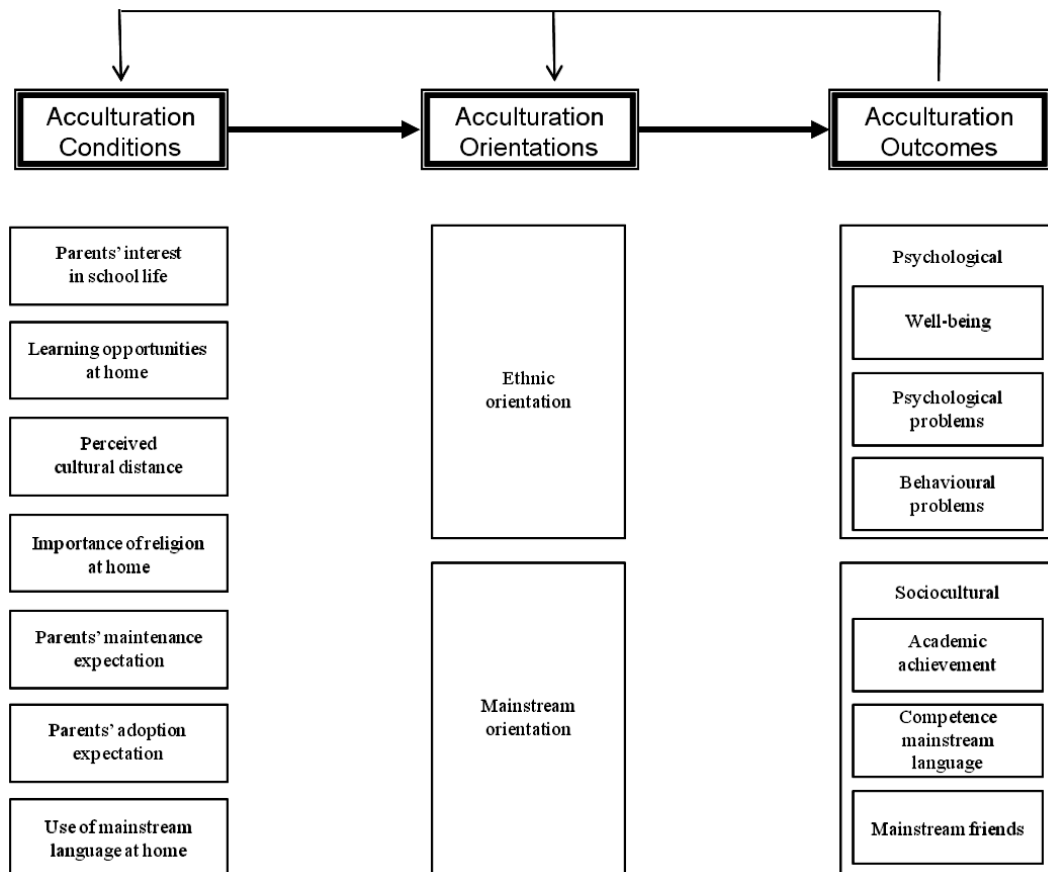 Acculturation
Conditions
Acculturation
Orientations
Acculturation
Outcomes
Parents' interest
in school life
Learning opportunities
at home
Perceived
cultural distance
Importance of religion
at home
Parents' maintenance
expectation
Parents' adoption
expectation
Use of mainstream
language at home
Ethnic
orientation
Mainstream
orientation
Psychological
Well-being
Psychological
problems
Behavioural
problems
Sociocultural
Academic
achievement
Competence
mainstream
language
Mainstream friends